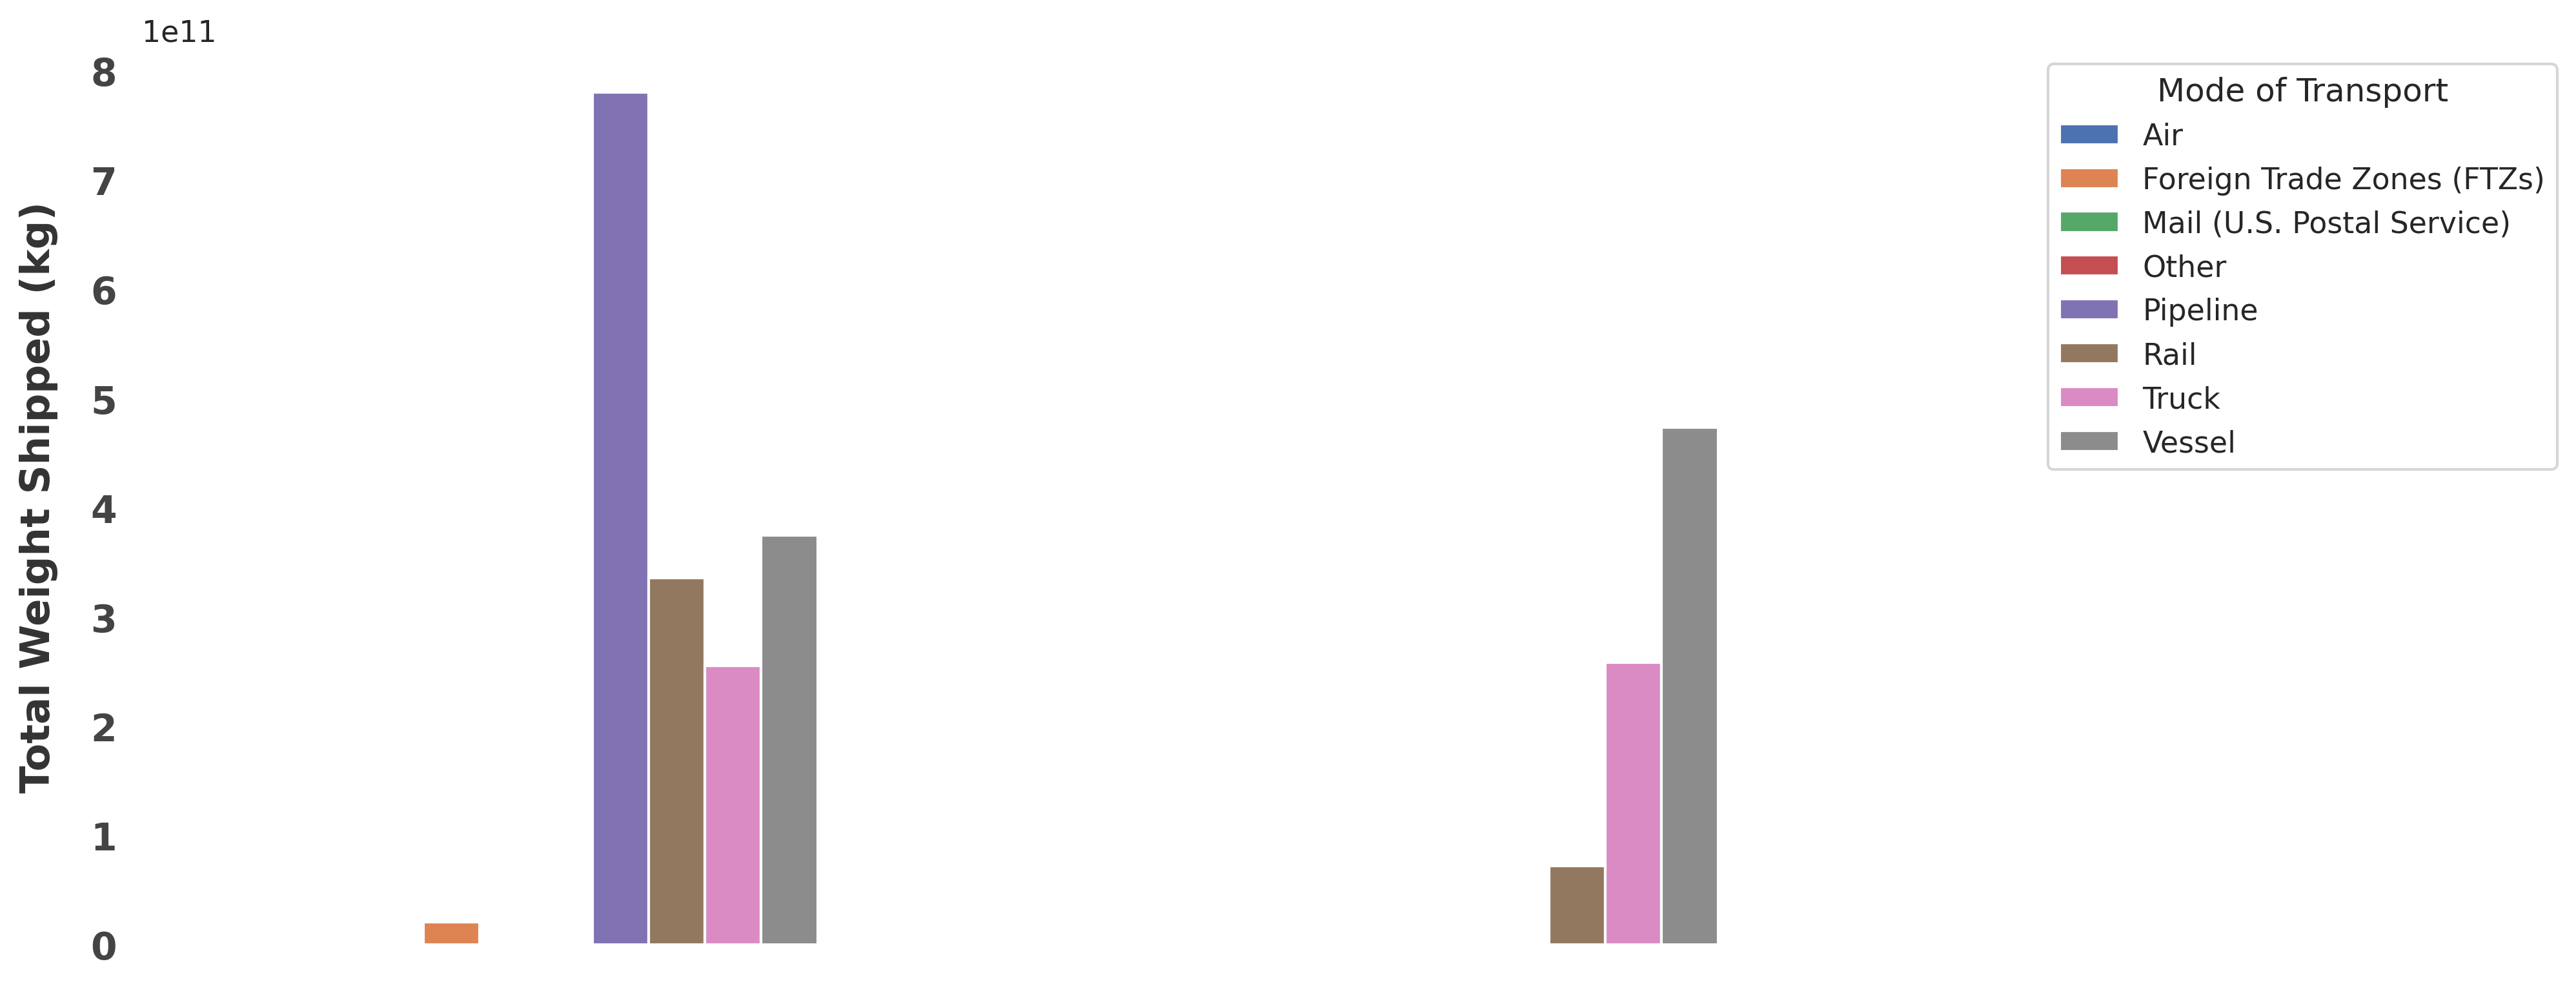 1e11
8
7
6
5
4
3
2
1
0
Total Weight Shipped (kg)
Mode of Transport
Air
Foreign Trade Zones (FTZs)
Mail (U.S. Postal Service)
Other
Pipeline
Rail
Truck
Vessel